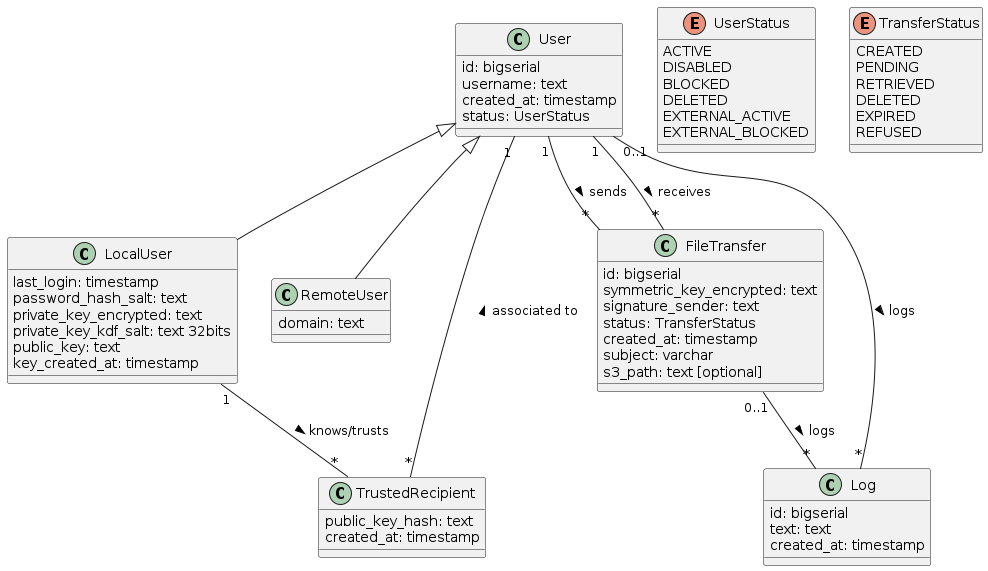 C User
id: bigserial
username: text
created_at: timestamp
status: UserStatus
E UserStatus
ACTIVE
DISABLED
BLOCKED
DELETED
EXTERNAL_ACTIVE
EXTERNAL_BLOCKED
E TransferStatus
CREATED
PENDING
RETRIEVED
DELETED
EXPIRED
REFUSED
1
1
1
0..1
sends
receives
*
*
C LocalUser
last_login: timestamp
password_hash_salt: text
private_key_encrypted: text
private_key_kdf_salt: text 32bits
public_key: text
key_created_at: timestamp
C RemoteUser
domain: text
associated to
C FileTransfer
id: bigserial
symmetric_key_encrypted: text
signature_sender: text
status: TransferStatus
created_at: timestamp
subject: varchar
s3_path: text [optional]
logs
1
knows/trusts
*
*
0..1
logs
*
*
C TrustedRecipient
public_key_hash: text
created_at: timestamp
C Log
id: bigserial
text: text
created_at: timestamp